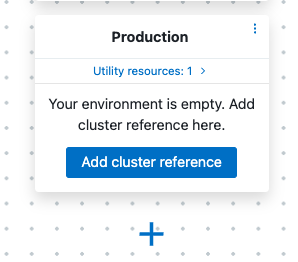 Production
Utility resources: 1
Your environment is empty. Add
cluster reference here.
Add cluster reference